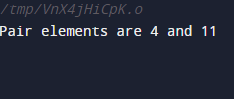 /tmp/VnX4jHiCpK.o
Pair elements are 4 and 11